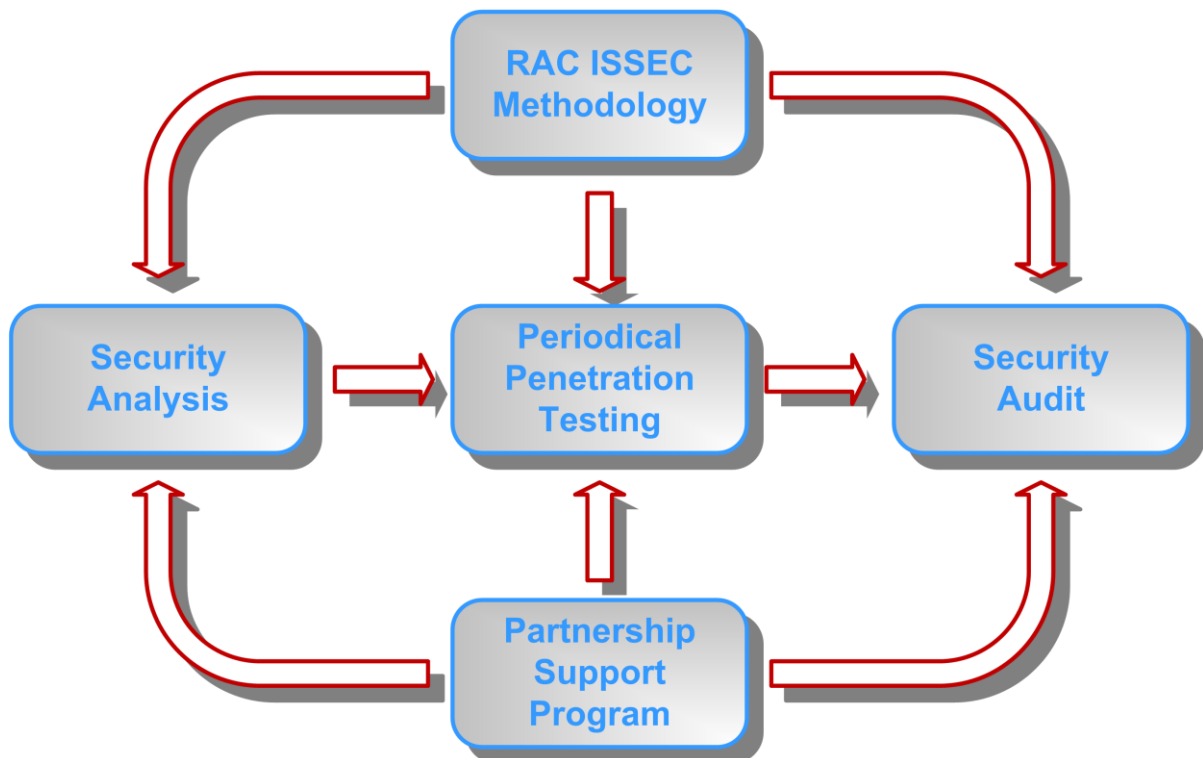 RAC ISSEC
Methodology
Security
Analysis
Periodical
Penetration
Testing
Security
Audit
Partnership
Support
Program